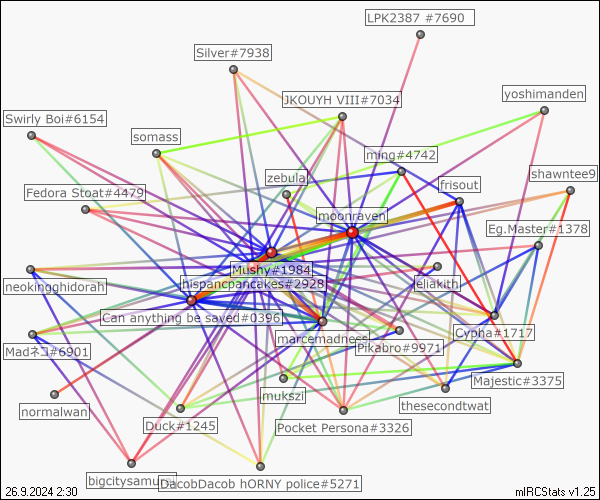 LPK2387 #7690
Silver#7938
JKOUYH VIII#7034
yoshimanden
Swirly Boi#6154
somass
ming#4742
shawntee9
zebula
Fedora Stoat#4479
frisout
moonraven
Eg.Master#1378
Mushy#1984
leliakith
neokingghidorah
hispancpancakes#2928
Can anything be saved#0396
Cypha#1717
marcemadness
Pikabro#9971
Madネコ#6901
Majestic#3375
mukszi
thesecondtwat
normalwan
Duck#1245
Pocket Persona#3326
bigcitysamurai
DacobDacob hORNY police#5271
26.9.2024 2:30
mIRCStats v1.25